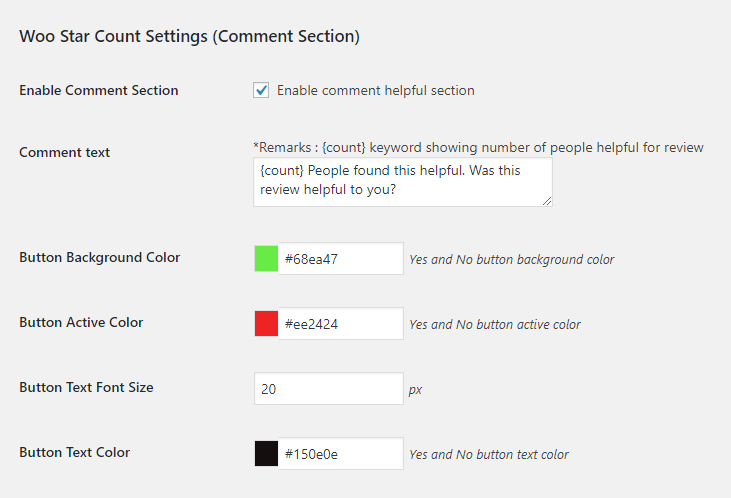 Woo Star Count Settings (Comment Section)
Enable Comment Section
Enable comment helpful section
Comment text
*Remarks : {count} keyword showing number of people helpful for review
{count} People found this helpful. Was this
review helpful to you?
Button Background Color
#68ea47
Yes and No button background color
Button Active Color
#ee2424
Yes and No button active color
Button Text Font Size
20
px
Button Text Color
#150e0e
Yes and No button text color